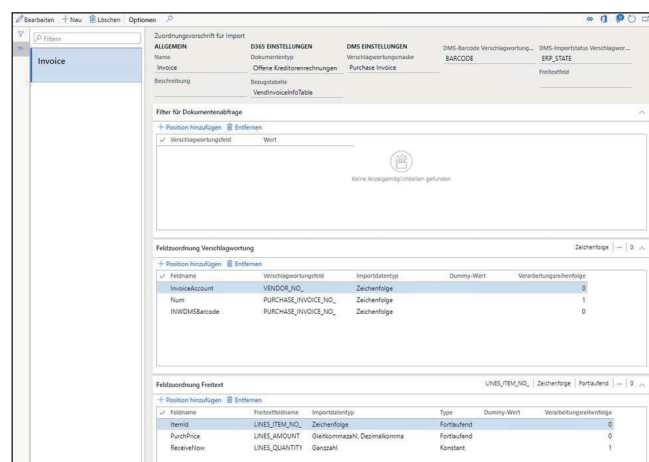 Bearbeiten + Neu Löschen Optionen
Filtern
Invoice
Zuordnungsvorschrift für Import
ALLGEMEIN D365 EINSTELLUNGEN DMS EINSTELLUNGEN DMS-Barcode Verschlagwortung... DMS-Importstatus Verschlagwor...
Name Dokumententyp Verschlagwortungsmaske BARCODE ERP_STATE
Invoice Offene Kreditorenrechnungen Purchase Invoice Freitextfeld
Beschreibung Bezugstabelle
VendInvoiceInfoTable
Filter für Dokumentenabfrage
+ Position hinzufügen Entfernen
Verschlagwortungsfeld Wert
Keine Anzeigemöglichkeiten gefunden
Feldzuordnung Verschlagwortung Zeichenfolge | -- | 0
+ Position hinzufügen Entfernen
Feldname Verschlagwortungsfeld Importdatentyp Dummy-Wert Verarbeitungsreihenfolge
InvoiceAccount VENDOR_NO_ Zeichenfolge 0
Num PURCHASE_INVOICE_NO_ Zeichenfolge 1
INWDMSBarcode PURCHASE_INVOICE_NO_ Zeichenfolge 0
Feldzuordnung Freitext LINES_ITEM_NO_ | Zeichenfolge | Fortlaufend | -- | 0
+ Position hinzufügen Entfernen
Feldname Freitextfeldname Importdatentyp Type Dummy-Wert Verarbeitungsreihenfolge
ItemId LINES_ITEM_NO_ Zeichenfolge Fortlaufend 0
PurchPrice LINES_AMOUNT Gleitkommazahl, Dezimalkomma Fortlaufend 0
ReceiveNow LINES_QUANTITY Ganzzahl Konstant 1